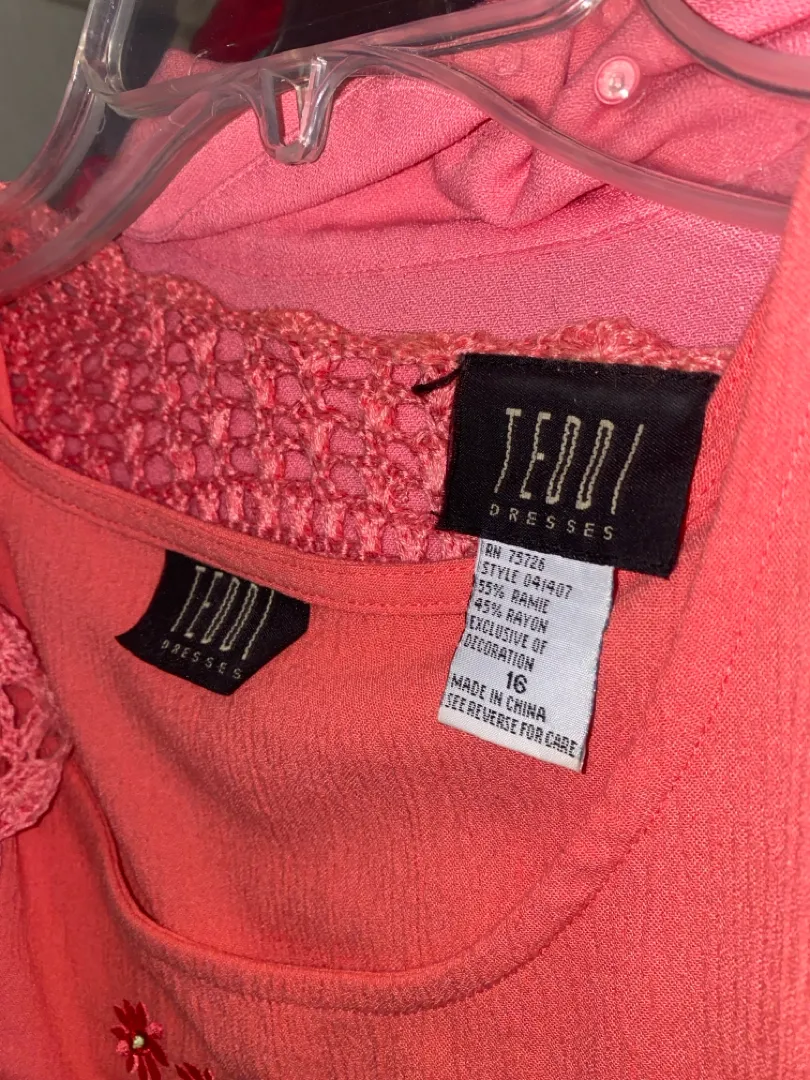 TEDDI
DRESSES
RN 75726
STYLE 041407
55% RAMIE
45% RAYON
EXCLUSIVE OF
DECORATION
16
MADE IN CHINA
SEE REVERSE FOR CARE
TEDDI
DRESSES